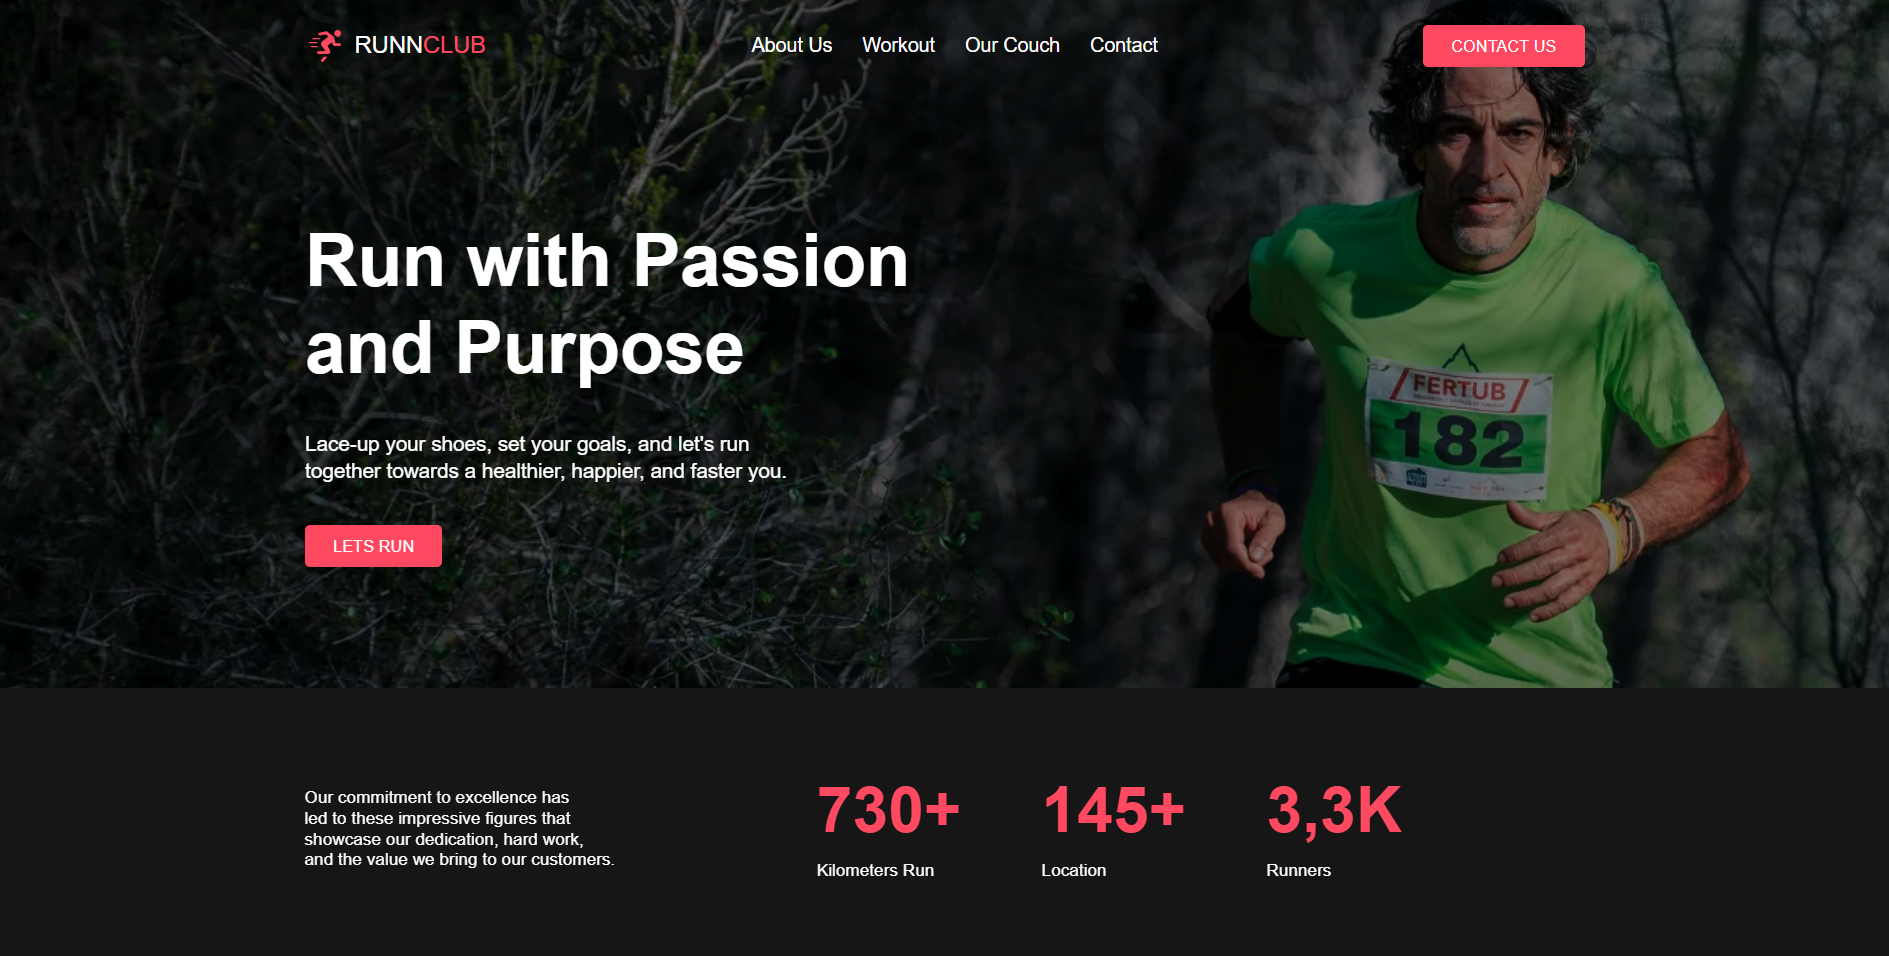 RUNNCLUB
About Us Workout Our Couch Contact
CONTACT US
Run with Passion
and Purpose
Lace-up your shoes, set your goals, and let's run
together towards a healthier, happier, and faster you.
LETS RUN
FERTUB
182
Our commitment to excellence has
led to these impressive figures that
showcase our dedication, hard work,
and the value we bring to our customers.
730+
Kilometers Run
145+
Location
3,3K
Runners